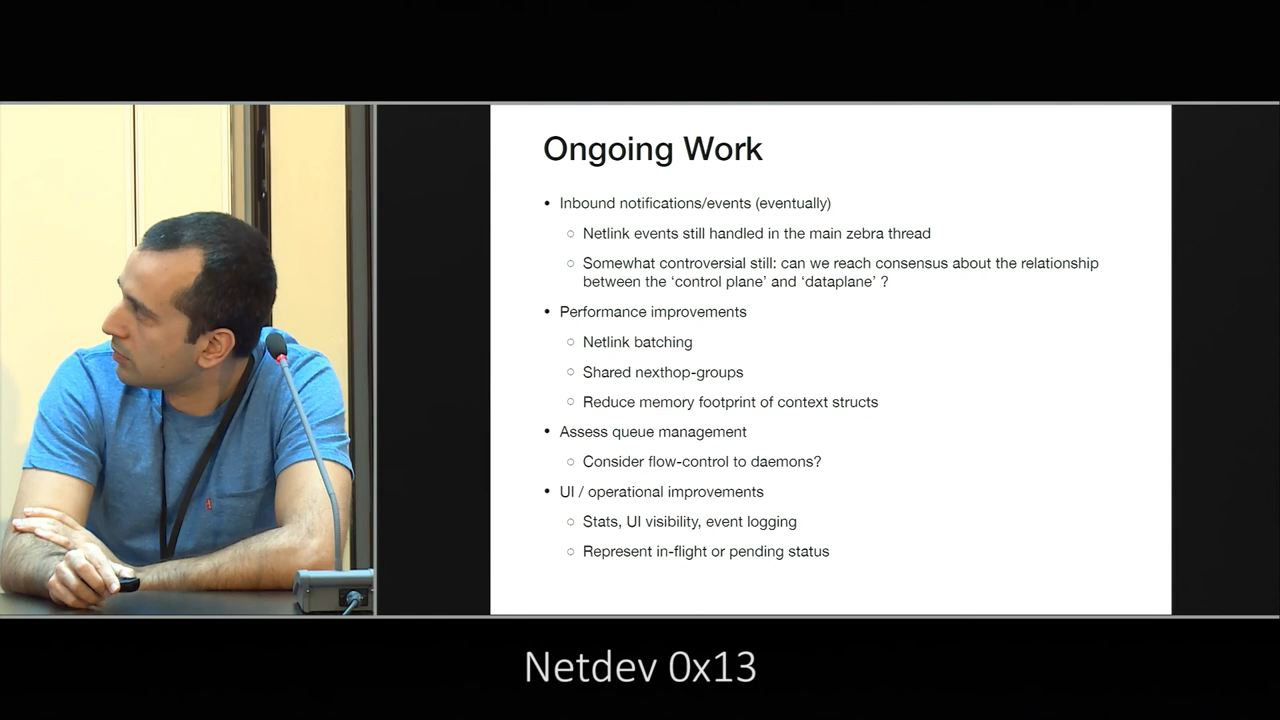 Ongoing Work
• Inbound notifications/events (eventually)
○ Netlink events still handled in the main zebra thread
○ Somewhat controversial still: can we reach consensus about the relationship
between the ‘control plane’ and ‘dataplane’ ?
• Performance improvements
○ Netlink batching
○ Shared nexthop-groups
○ Reduce memory footprint of context structs
• Assess queue management
○ Consider flow-control to daemons?
• UI / operational improvements
○ Stats, UI visibility, event logging
○ Represent in-flight or pending status
Netdev 0x13